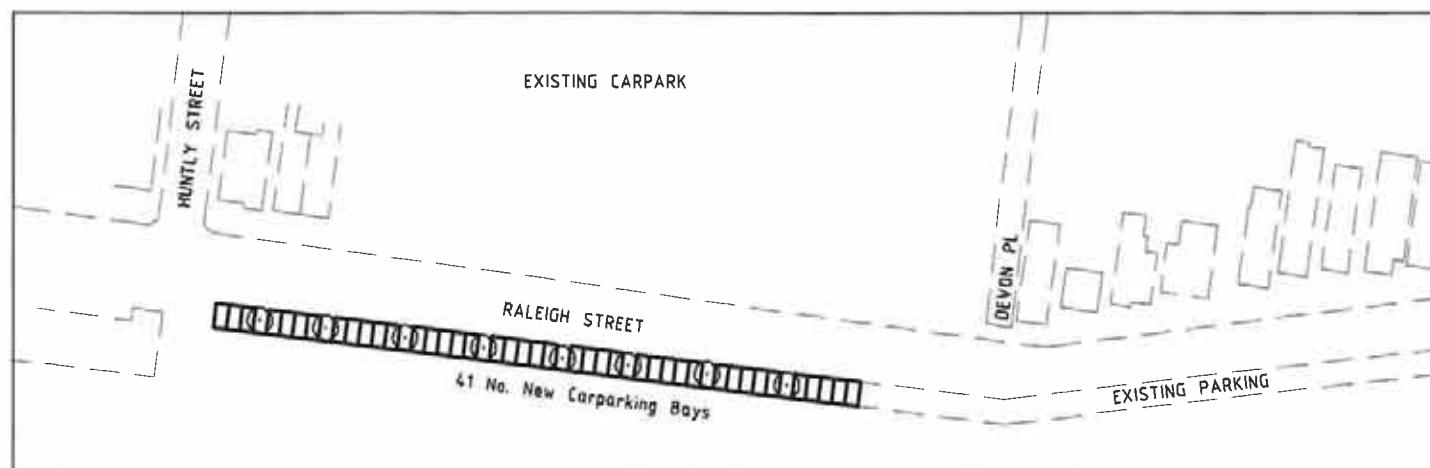 EXISTING CARPARK
HUNTLY STREET
DEVON PL
RALEIGH STREET
41 No. New Carparking Bays
EXISTING PARKING